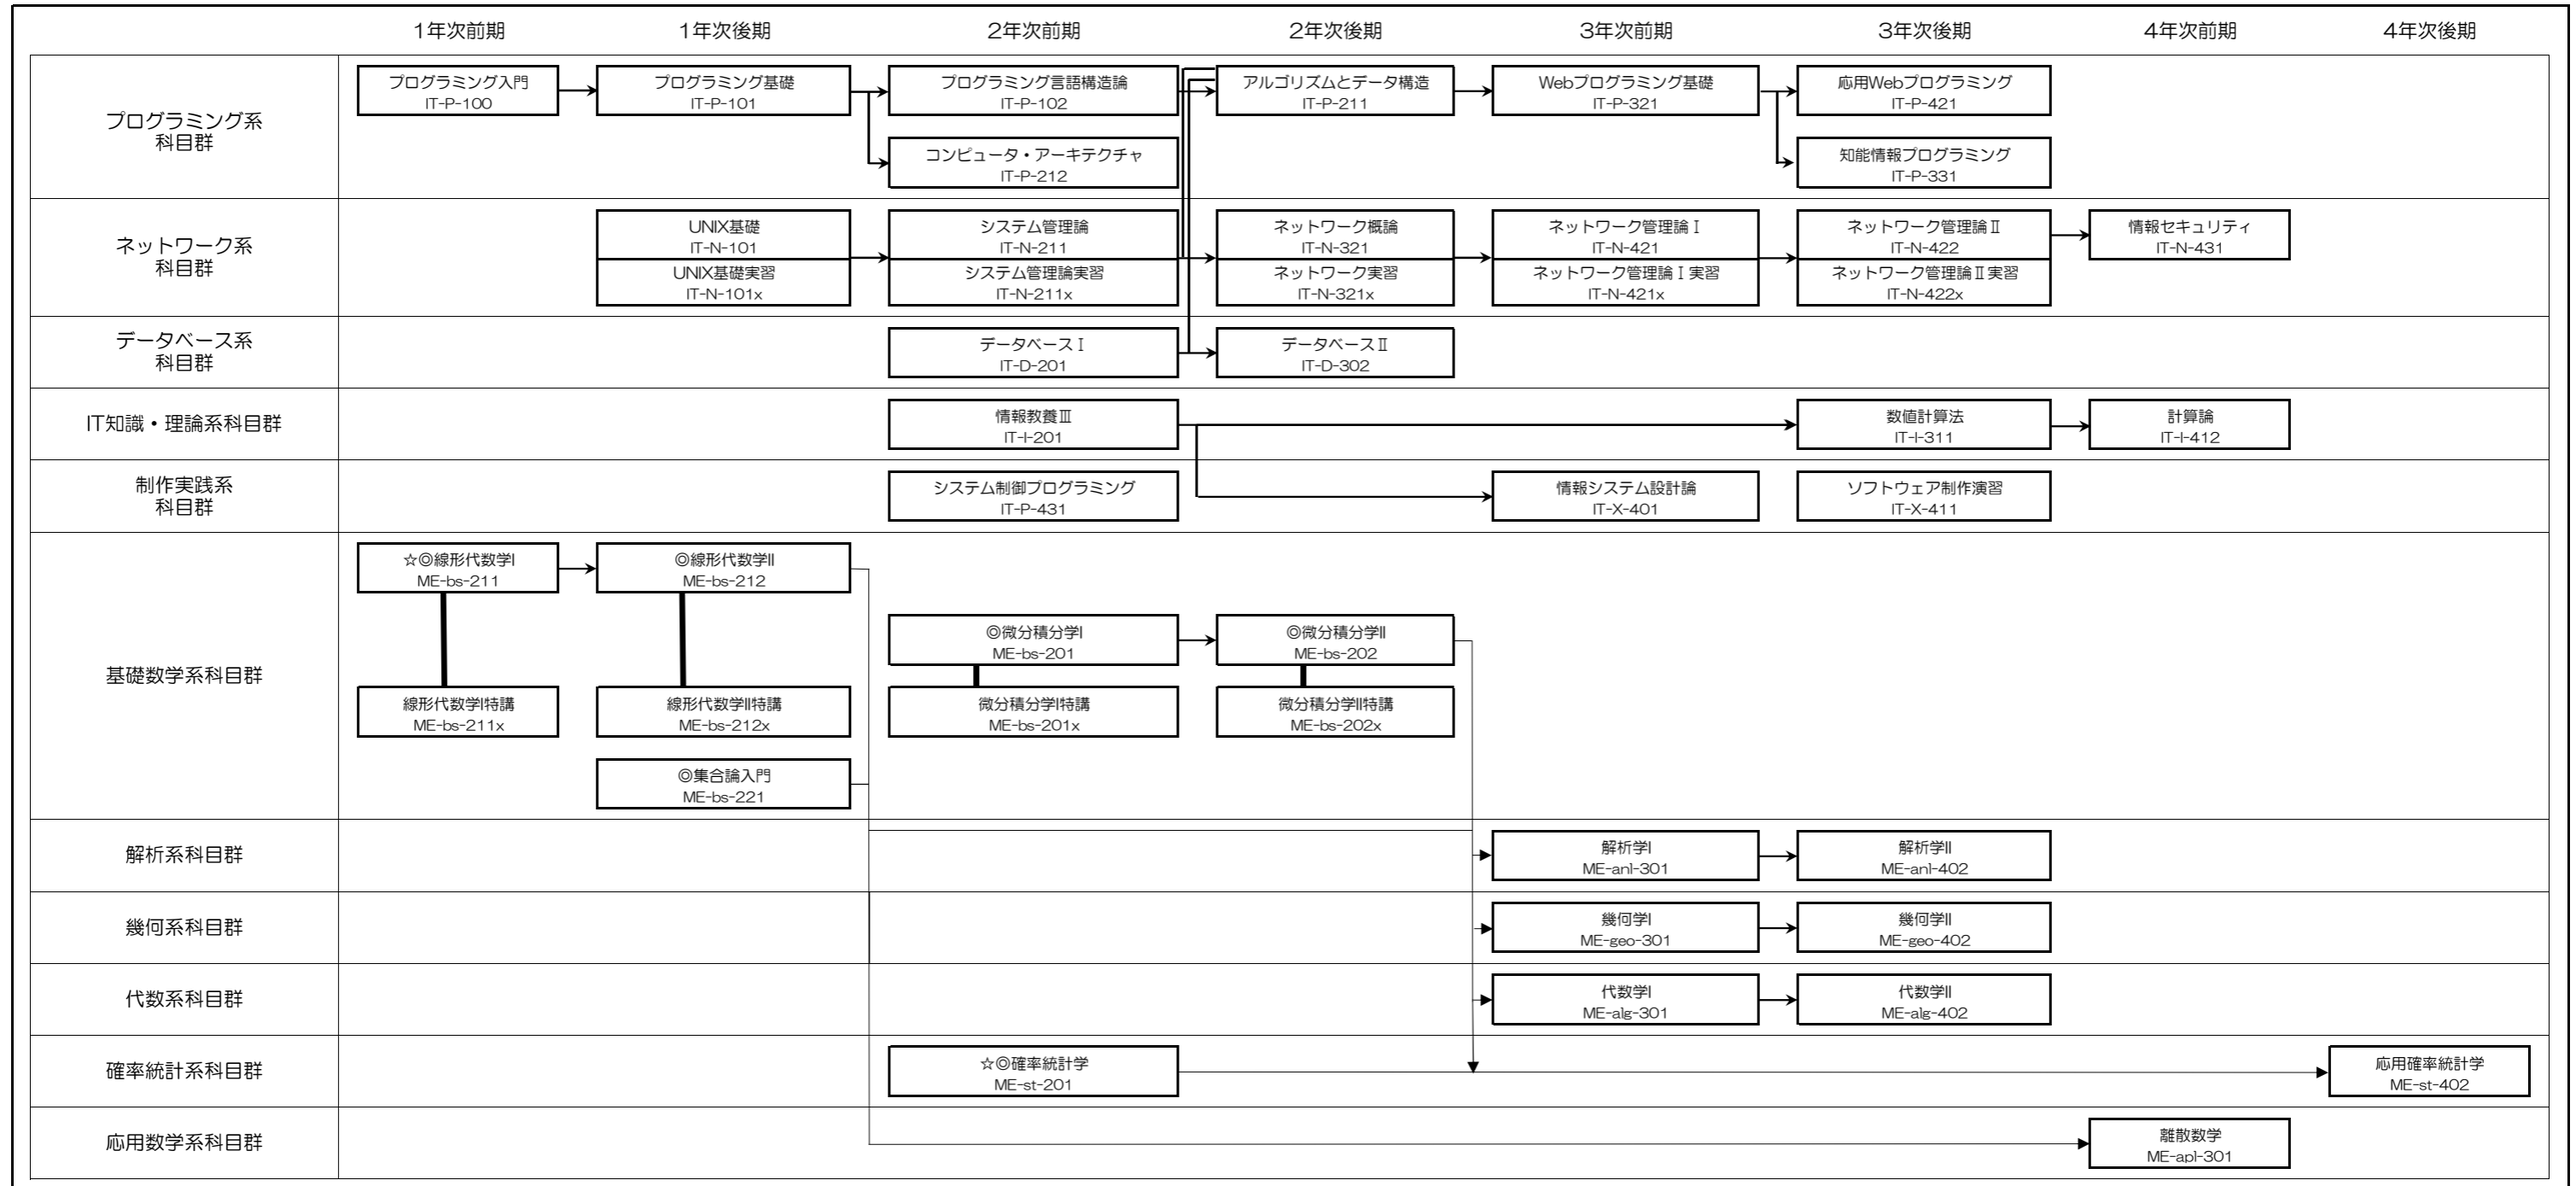 1年次前期
1年次後期
2年次前期
2年次後期
3年次前期
3年次後期
4年次前期
4年次後期
プログラミング系
科目群
プログラミング入門
IT-P-100
プログラミング基礎
IT-P-101
プログラミング言語構造論
IT-P-102
アルゴリズムとデータ構造
IT-P-211
Webプログラミング基礎
IT-P-321
応用Webプログラミング
IT-P-421
コンピュータ・アーキテクチャ
IT-P-212
知能情報プログラミング
IT-P-331
ネットワーク系
科目群
UNIX基礎
IT-N-101
UNIX基礎実習
IT-N-101x
システム管理論
IT-N-211
システム管理論実習
IT-N-211x
ネットワーク概論
IT-N-321
ネットワーク実習
IT-N-321x
ネットワーク管理論Ⅰ
IT-N-421
ネットワーク管理論Ⅰ実習
IT-N-421x
ネットワーク管理論Ⅱ
IT-N-422
ネットワーク管理論Ⅱ実習
IT-N-422x
情報セキュリティ
IT-N-431
データベース系
科目群
データベースⅠ
IT-D-201
データベースⅡ
IT-D-302
IT知識・理論系科目群
情報教養Ⅲ
IT-I-201
数値計算法
IT-I-311
計算論
IT-I-412
制作実践系
科目群
システム制御プログラミング
IT-P-431
情報システム設計論
IT-X-401
ソフトウェア制作演習
IT-X-411
基礎数学系科目群
☆◎線形代数学I
ME-bs-211
◎線形代数学II
ME-bs-212
◎微分積分学I
ME-bs-201
◎微分積分学II
ME-bs-202
線形代数学I特講
ME-bs-211x
線形代数学II特講
ME-bs-212x
微分積分学I特講
ME-bs-201x
微分積分学II特講
ME-bs-202x
◎集合論入門
ME-bs-221
解析系科目群
解析学I
ME-anl-301
解析学II
ME-anl-402
幾何系科目群
幾何学I
ME-geo-301
幾何学II
ME-geo-402
代数系科目群
代数学I
ME-alg-301
代数学II
ME-alg-402
確率統計系科目群
☆◎確率統計学
ME-st-201
応用確率統計学
ME-st-402
応用数学系科目群
離散数学
ME-apl-301